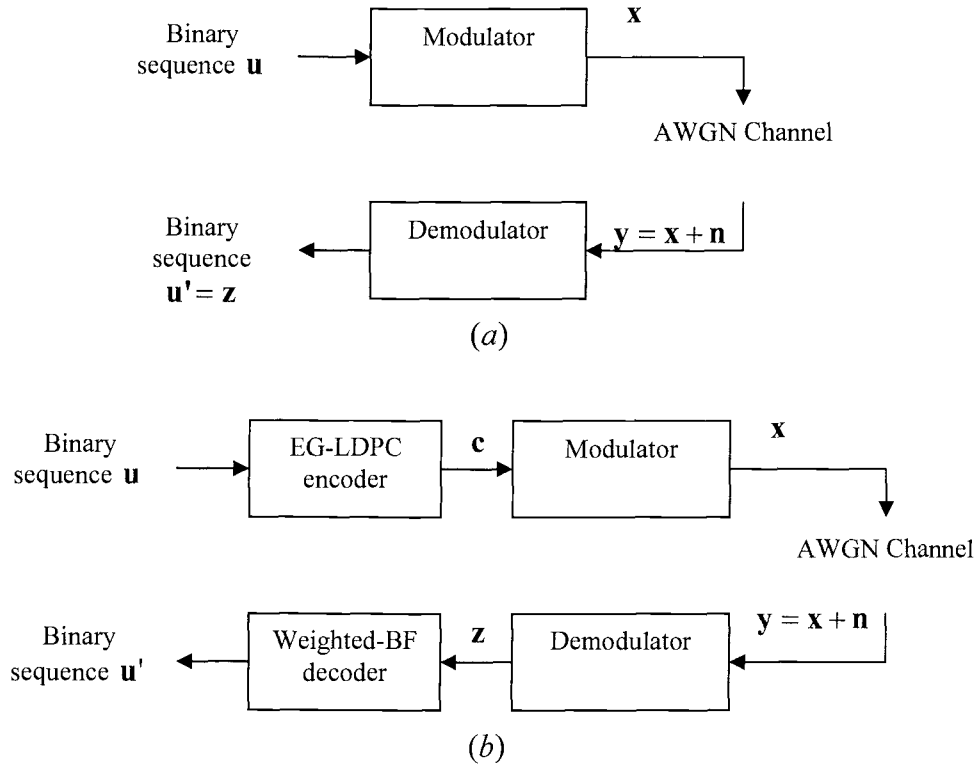 x
Binary
sequence u
Modulator
AWGN Channel
Binary
sequence
u' = z
Demodulator
y = x + n
(a)
Binary
sequence u
EG-LDPC
encoder
c
Modulator
x
AWGN Channel
Binary
sequence u'
Weighted-BF
decoder
z
Demodulator
y = x + n
(b)